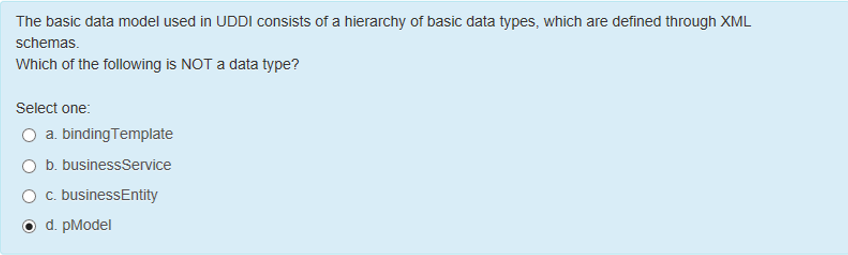 The basic data model used in UDDI consists of a hierarchy of basic data types, which are defined through XML
schemas.
Which of the following is NOT a data type?
Select one:
a. bindingTemplate
b. businessService
c. businessEntity
d. pModel